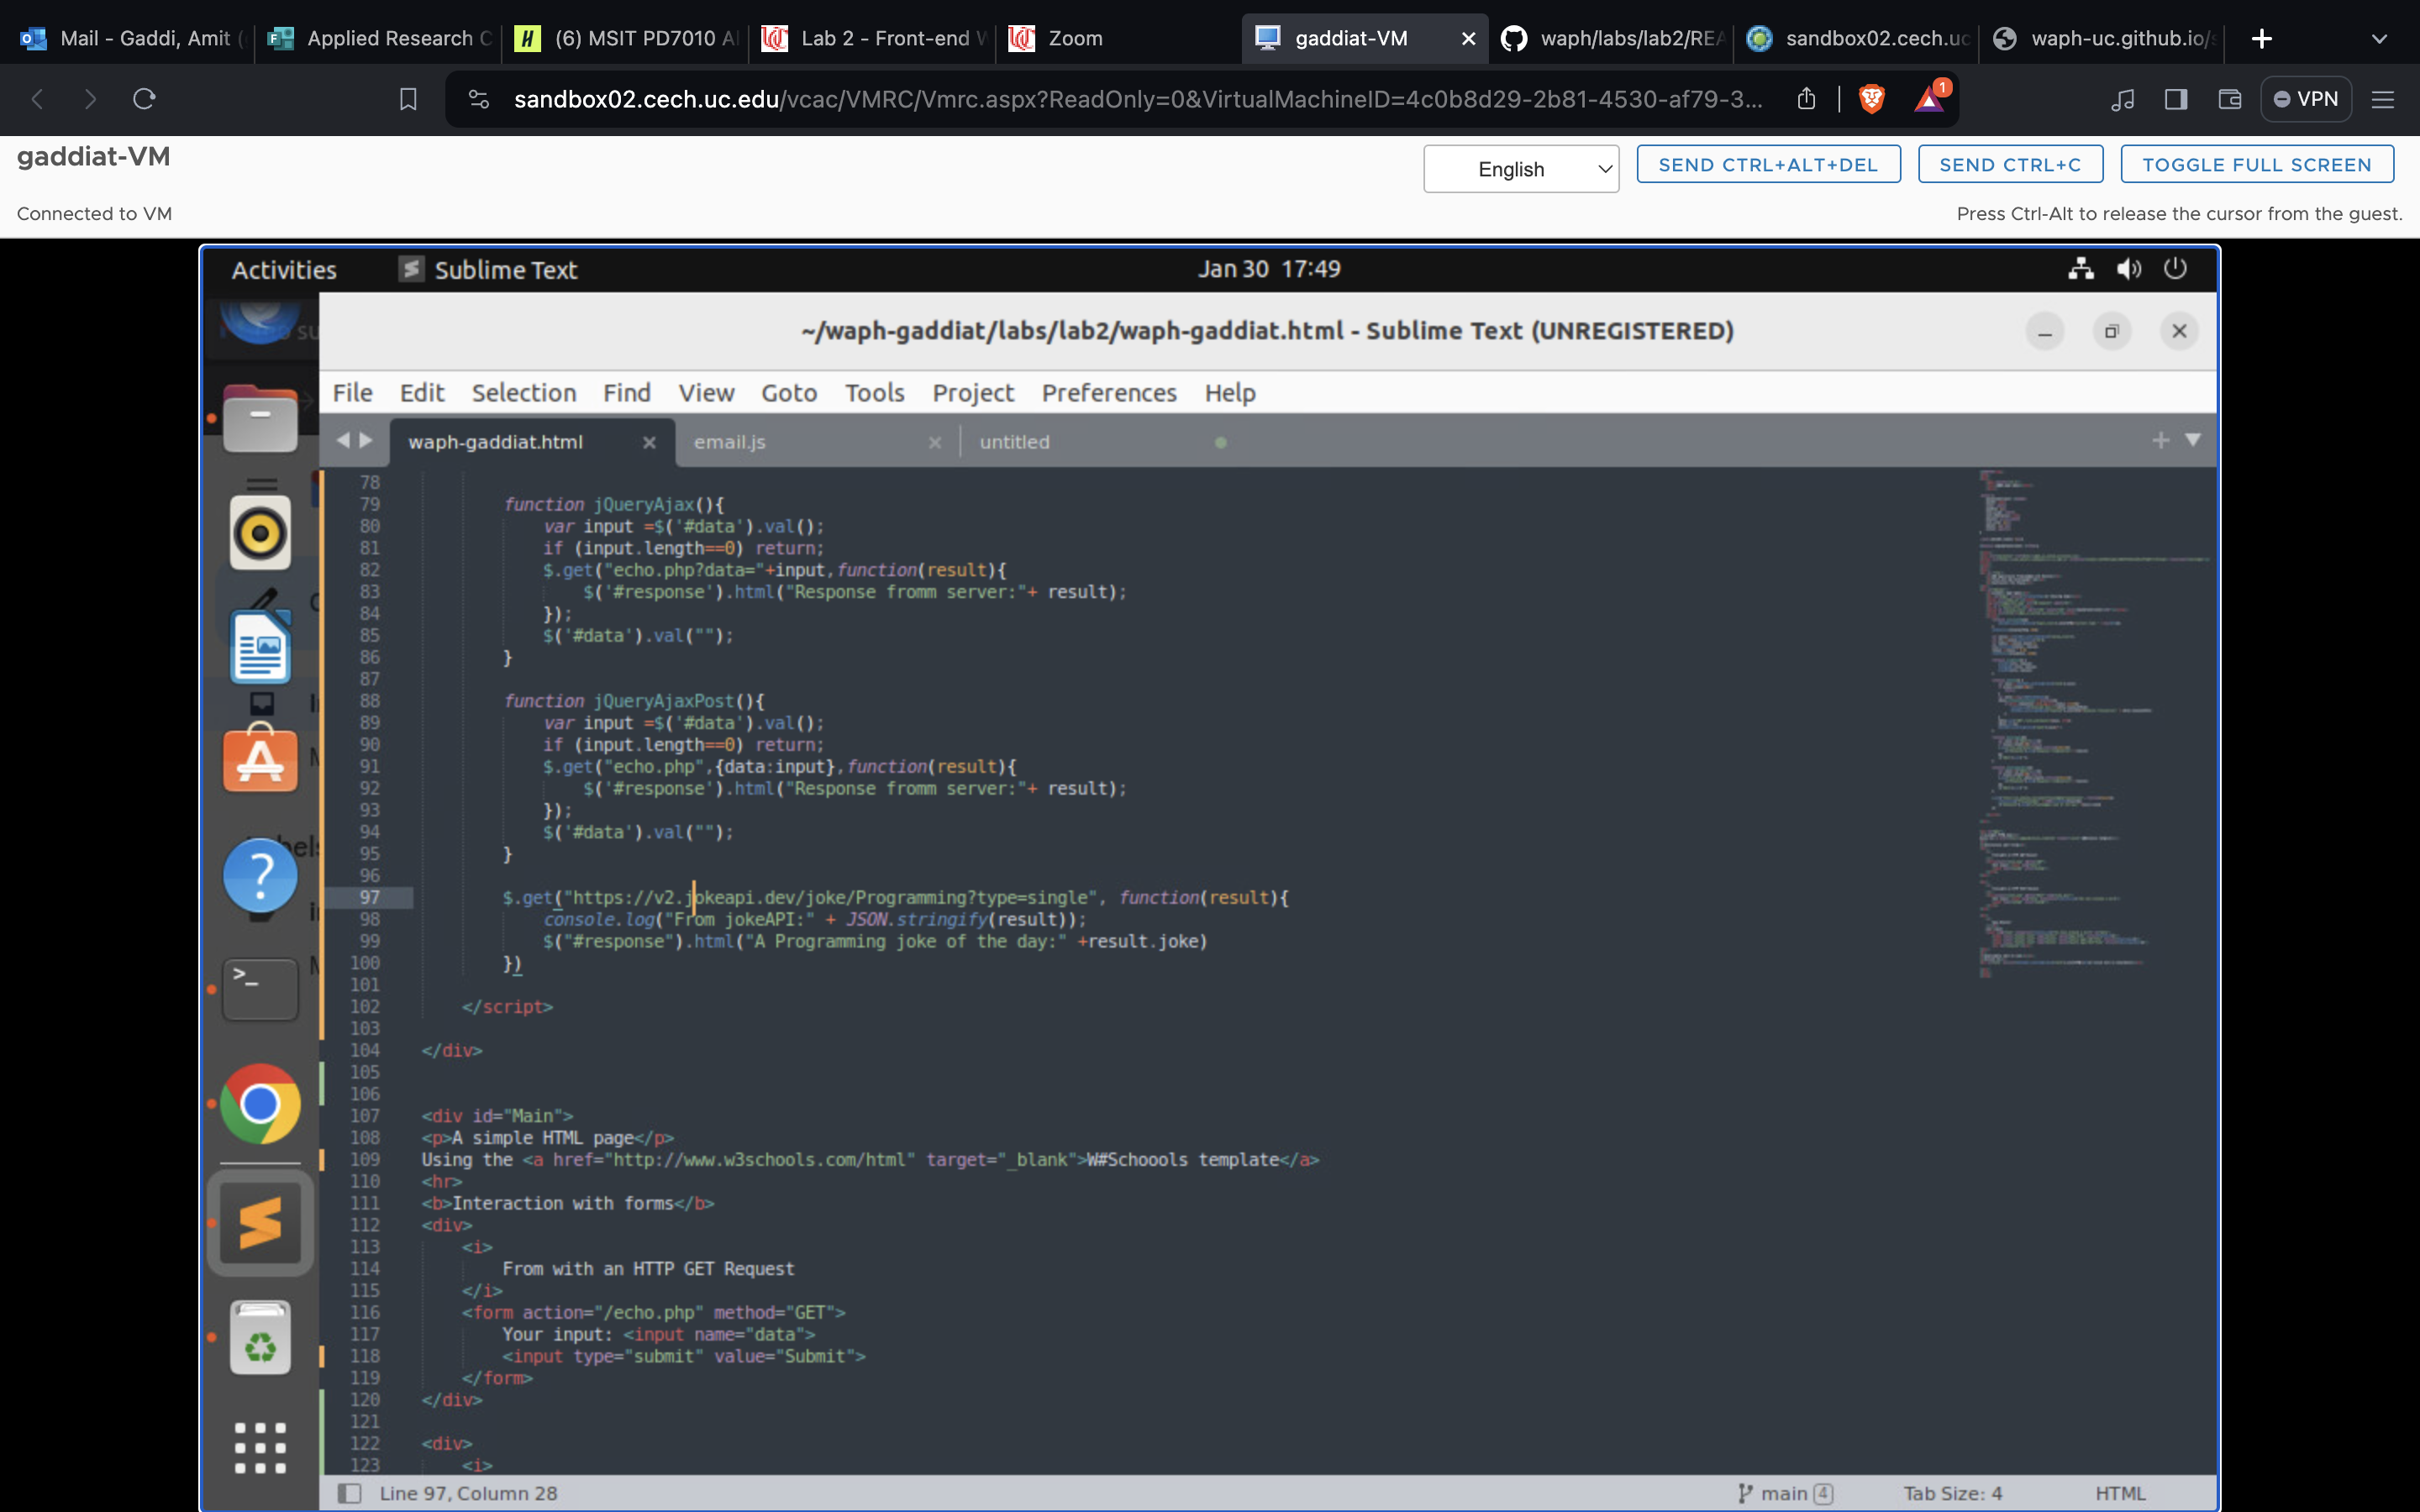 Mail - Gaddi, Amit (
Applied Research C
(6) MSIT PD7010 A
Lab 2 - Front-end W
Zoom
gaddiat-VM
waph/labs/lab2/REA
sandbox02.cech.uc
waph-uc.github.io/s
sandbox02.cech.uc.edu/vcac/VMRC/Vmrc.aspx?ReadOnly=0&VirtualMachineID=4c0b8d29-2b81-4530-af79-3...
1
VPN
gaddiat-VM
English
SEND CTRL+ALT+DEL
SEND CTRL+C
TOGGLE FULL SCREEN
Connected to VM
Press Ctrl-Alt to release the cursor from the guest.
Activities
Sublime Text
Jan 30 17:49
~/waph-gaddiat/labs/lab2/waph-gaddiat.html - Sublime Text (UNREGISTERED)
File Edit Selection Find View Goto Tools Project Preferences Help
waph-gaddiat.html
email.js
untitled
78
79 function jQueryAjax(){
80 var input =$('#data').val();
81 if (input.length==0) return;
82 $.get("echo.php?data="+input,function(result){
83 $('#response').html("Response fromm server:"+ result);
84 });
85 $('#data').val("");
86 }
87
88 function jQueryAjaxPost(){
89 var input =$('#data').val();
90 if (input.length==0) return;
91 $.get("echo.php",{data:input},function(result){
92 $('#response').html("Response fromm server:"+ result);
93 });
94 $('#data').val("");
95 }
96
97 $.get("https://v2.jokeapi.dev/joke/Programming?type=single", function(result){
98 console.log("From jokeAPI:" + JSON.stringify(result));
99 $("#response").html("A Programming joke of the day:" +result.joke)
100 })
101
102 </script>
103
104 </div>
105
106
107 <div id="Main">
108 <p>A simple HTML page</p>
109 Using the <a href="http://www.w3schools.com/html" target="_blank">W#Schoools template</a>
110 <hr>
111 <b>Interaction with forms</b>
112 <div>
113 <i>
114 From with an HTTP GET Request
115 </i>
116 <form action="/echo.php" method="GET">
117 Your input: <input name="data">
118 <input type="submit" value="Submit">
119 </form>
120 </div>
121
122 <div>
123 <i>
Line 97, Column 28
main 4
Tab Size: 4
HTML